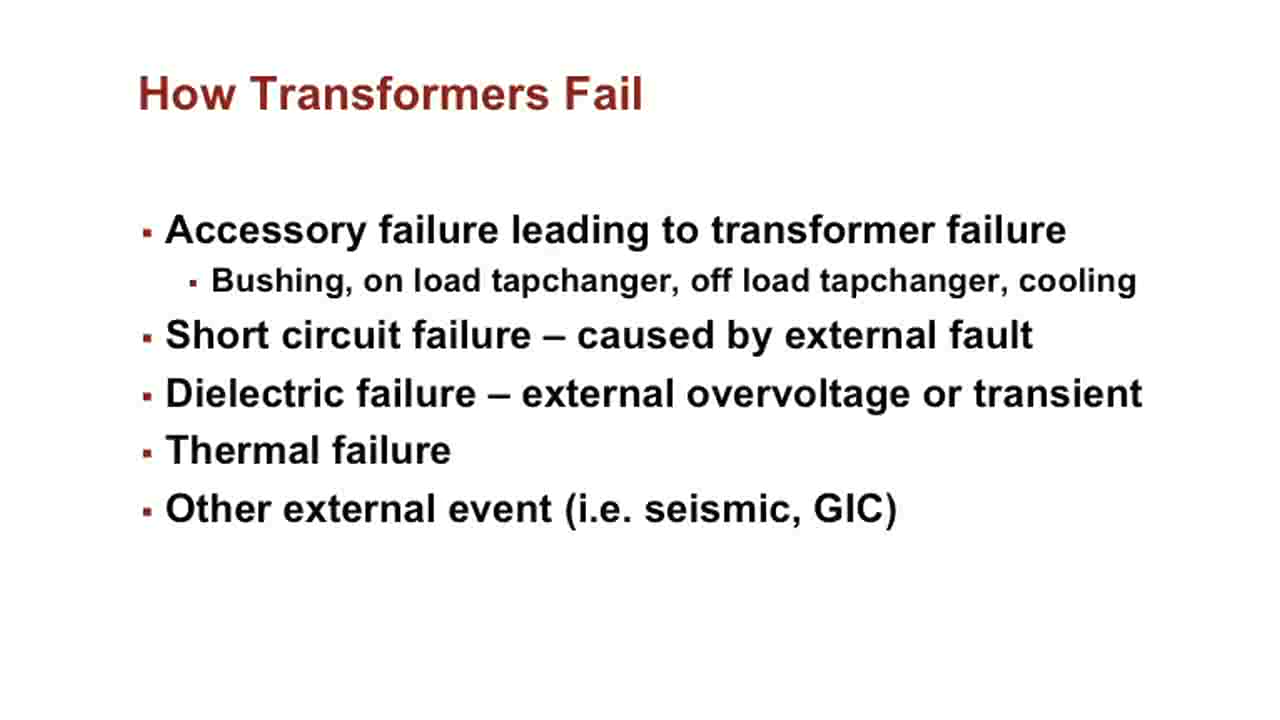 How Transformers Fail
▪ Accessory failure leading to transformer failure
▪ Bushing, on load tapchanger, off load tapchanger, cooling
▪ Short circuit failure – caused by external fault
▪ Dielectric failure – external overvoltage or transient
▪ Thermal failure
▪ Other external event (i.e. seismic, GIC)